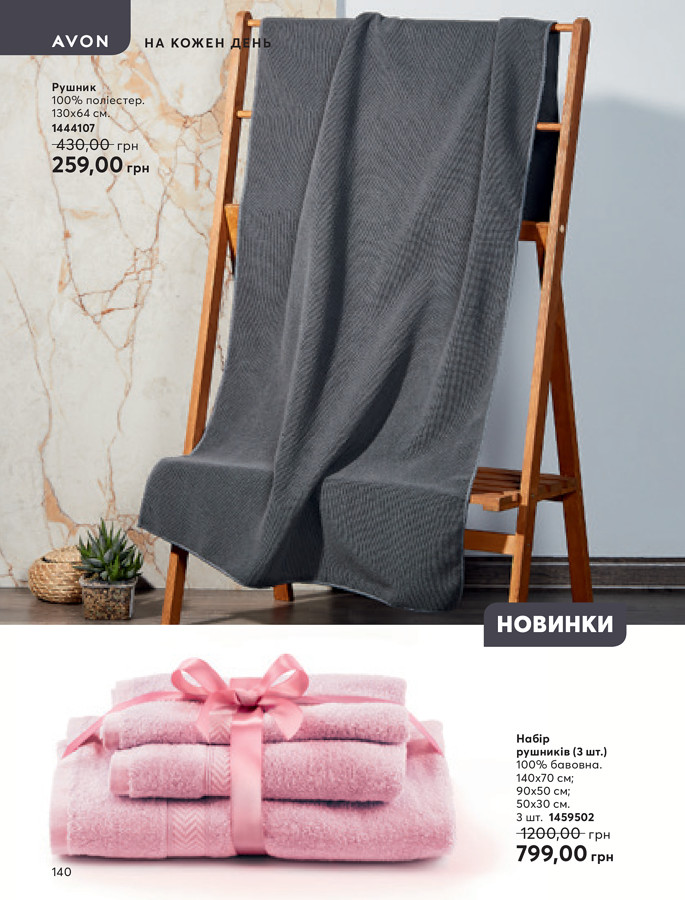 AVON
НА КОЖЕН ДЕНЬ
Рушник
100% поліестер.
130х64 см.
1444107
430,00 грн
259,00 грн
НОВИНКИ
Набір
рушників (3 шт.)
100% бавовна.
140х70 см;
90х50 см;
50х30 см.
3 шт. 1459502
1200,00 грн
799,00 грн
140